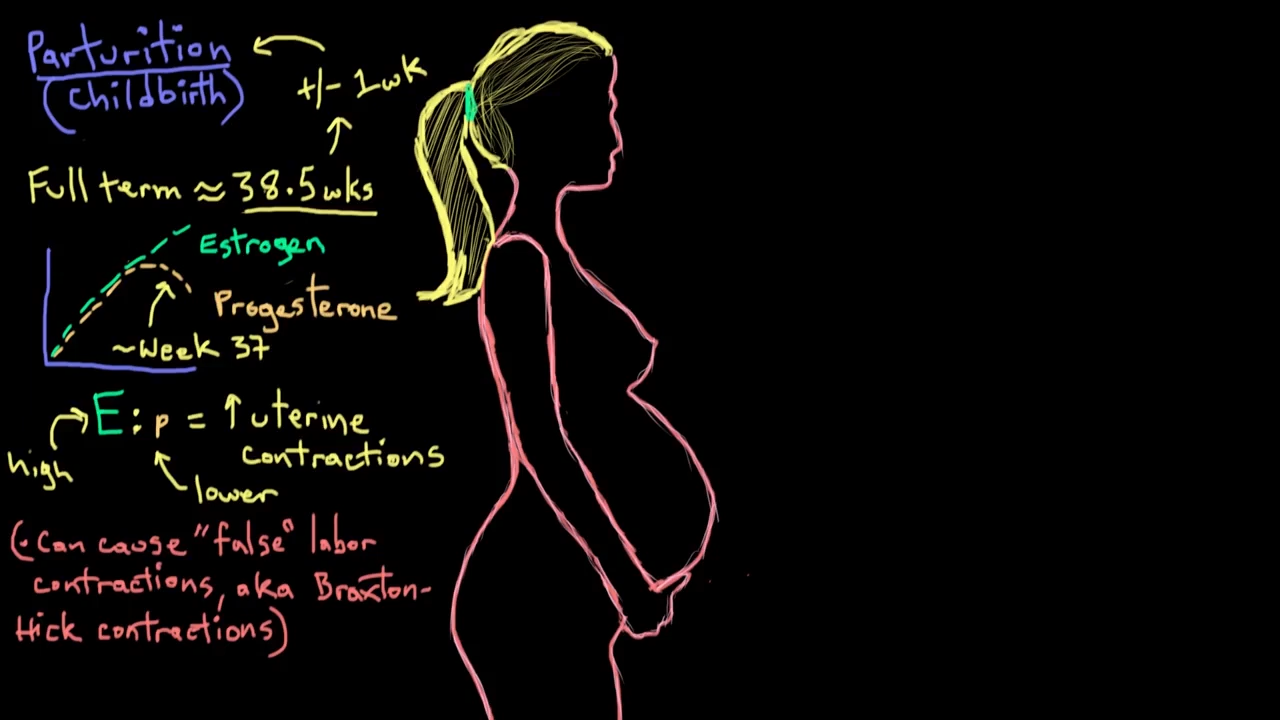 Parturition
(childbirth)
+/- 1wk
Full term ≈ 38.5 wks
Estrogen
Progesterone
~Week 37
E : P = ↑ uterine
contractions
high
lower
(• Can cause "false" labor
contractions, aka Braxton-
Hick contractions)